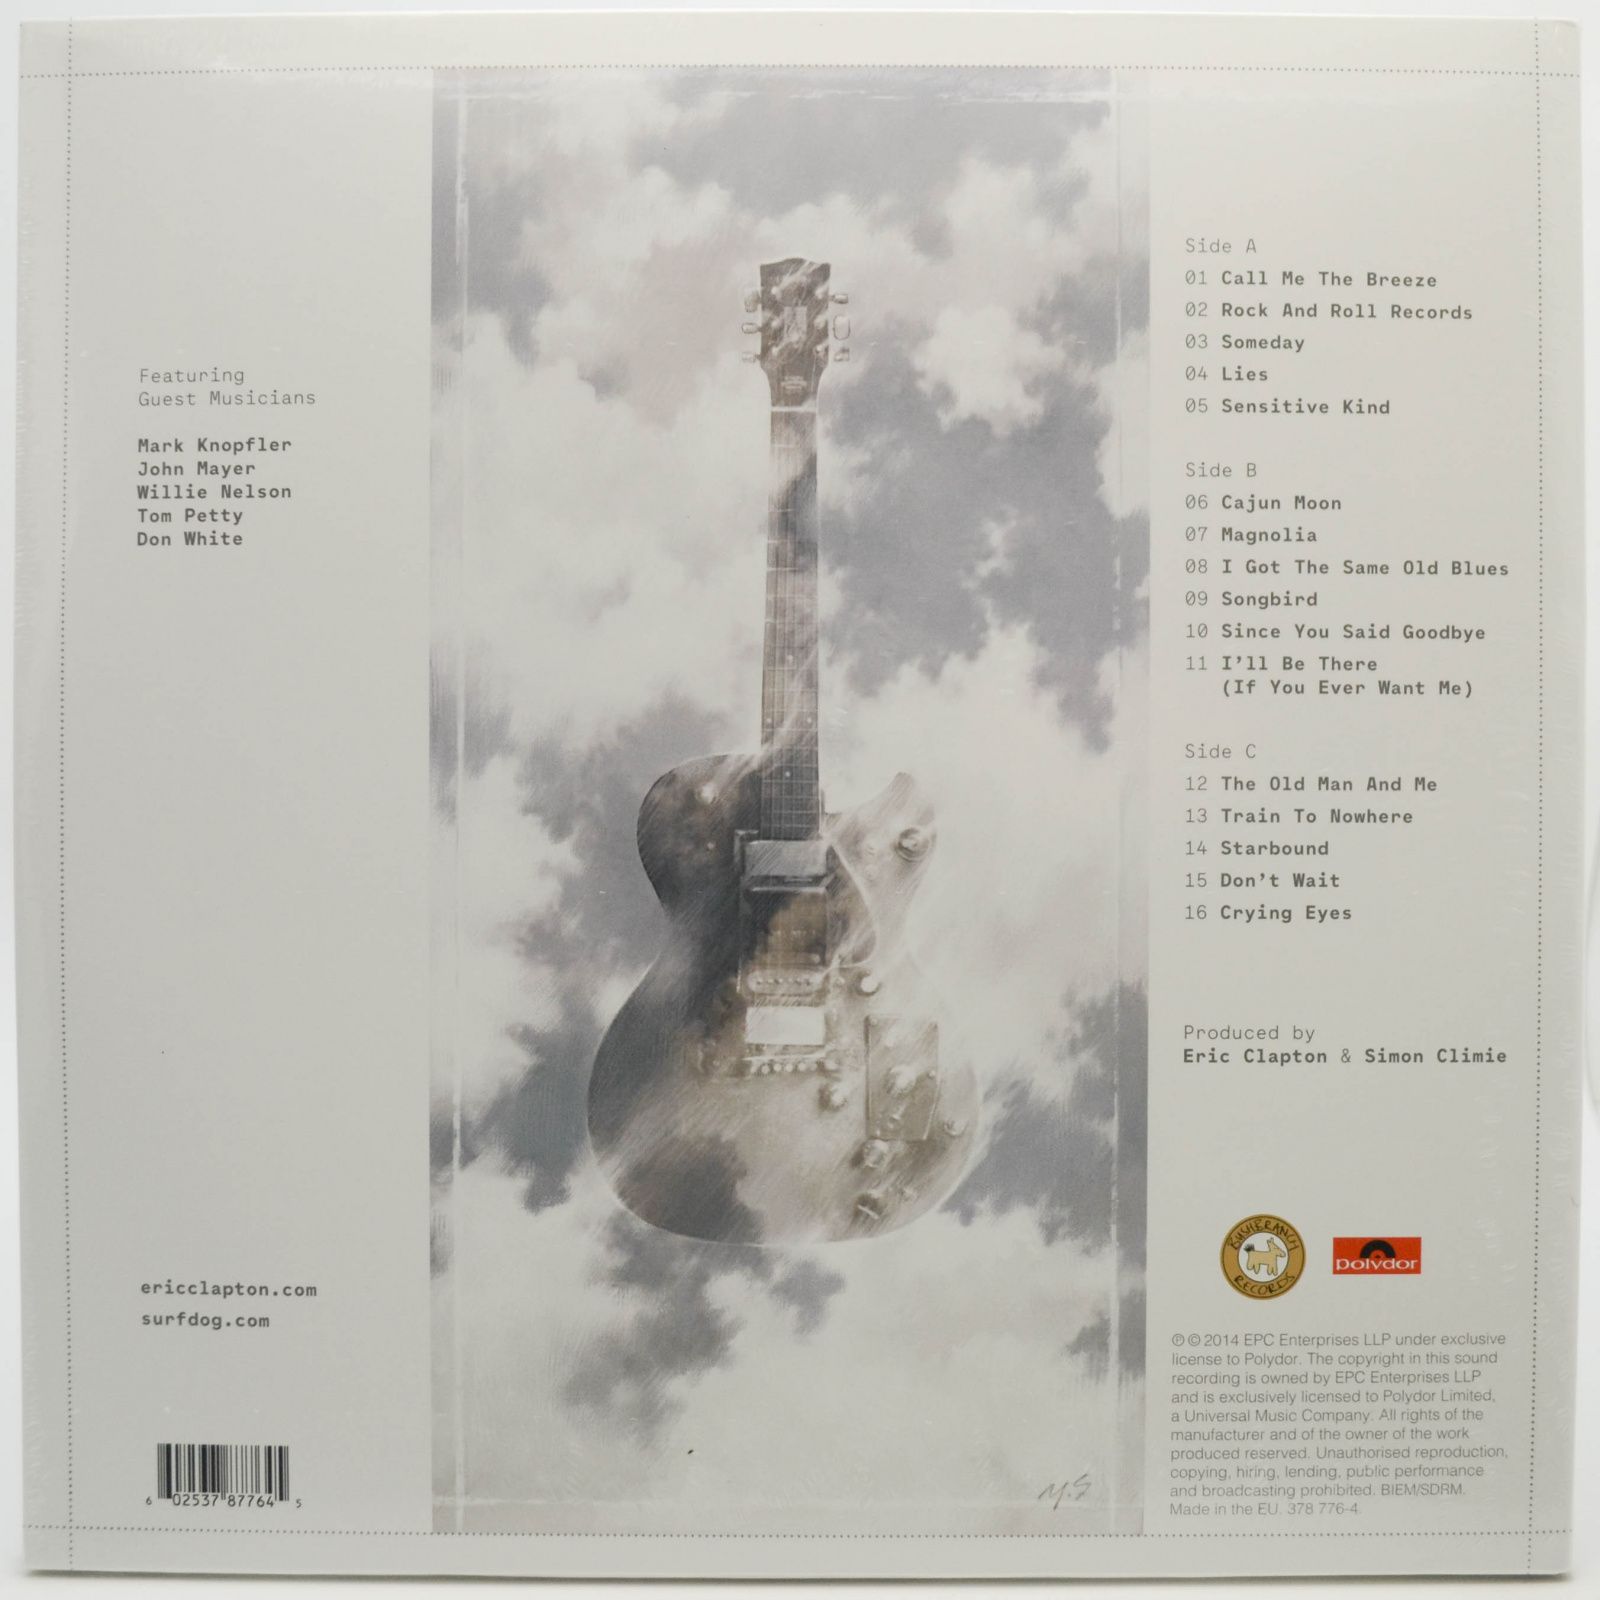 Featuring
Guest Musicians
Mark Knopfler
John Mayer
Willie Nelson
Tom Petty
Don White
ericclapton.com
surfdog.com
6 02537 87764 5
M.S
Side A
01 Call Me The Breeze
02 Rock And Roll Records
03 Someday
04 Lies
05 Sensitive Kind
Side B
06 Cajun Moon
07 Magnolia
08 I Got The Same Old Blues
09 Songbird
10 Since You Said Goodbye
11 I'll Be There
(If You Ever Want Me)
Side C
12 The Old Man And Me
13 Train To Nowhere
14 Starbound
15 Don't Wait
16 Crying Eyes
Produced by
Eric Clapton & Simon Climie
BUSHBRANCH
RECORDS
polydor
℗ © 2014 EPC Enterprises LLP under exclusive
license to Polydor. The copyright in this sound
recording is owned by EPC Enterprises LLP
and is exclusively licensed to Polydor Limited,
a Universal Music Company. All rights of the
manufacturer and of the owner of the work
produced reserved. Unauthorised reproduction,
copying, hiring, lending, public performance
and broadcasting prohibited. BIEM/SDRM.
Made in the EU. 378 776-4.